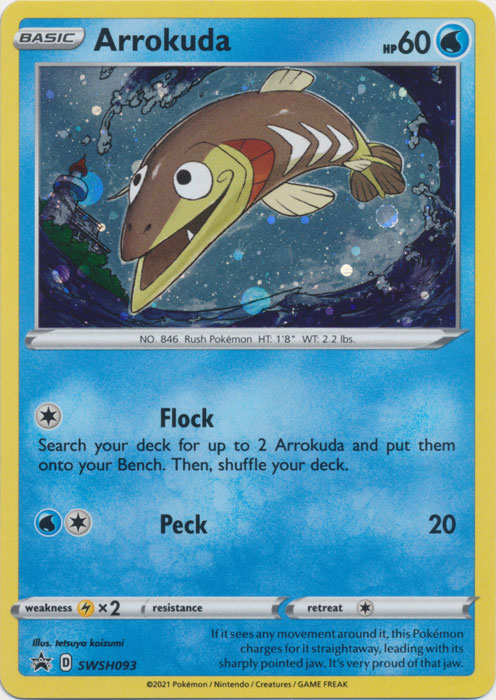 BASIC Arrokuda HP60
NO. 846 Rush Pokémon HT: 1'8" WT: 2.2 lbs.
Flock
Search your deck for up to 2 Arrokuda and put them
onto your Bench. Then, shuffle your deck.
Peck 20
weakness ×2 resistance retreat
Illus. tetsuya koizumi
If it sees any movement around it, this Pokémon
charges for it straightaway, leading with its
sharply pointed jaw. It's very proud of that jaw.
PROMO D SWSH093
©2021 Pokémon / Nintendo / Creatures / GAME FREAK